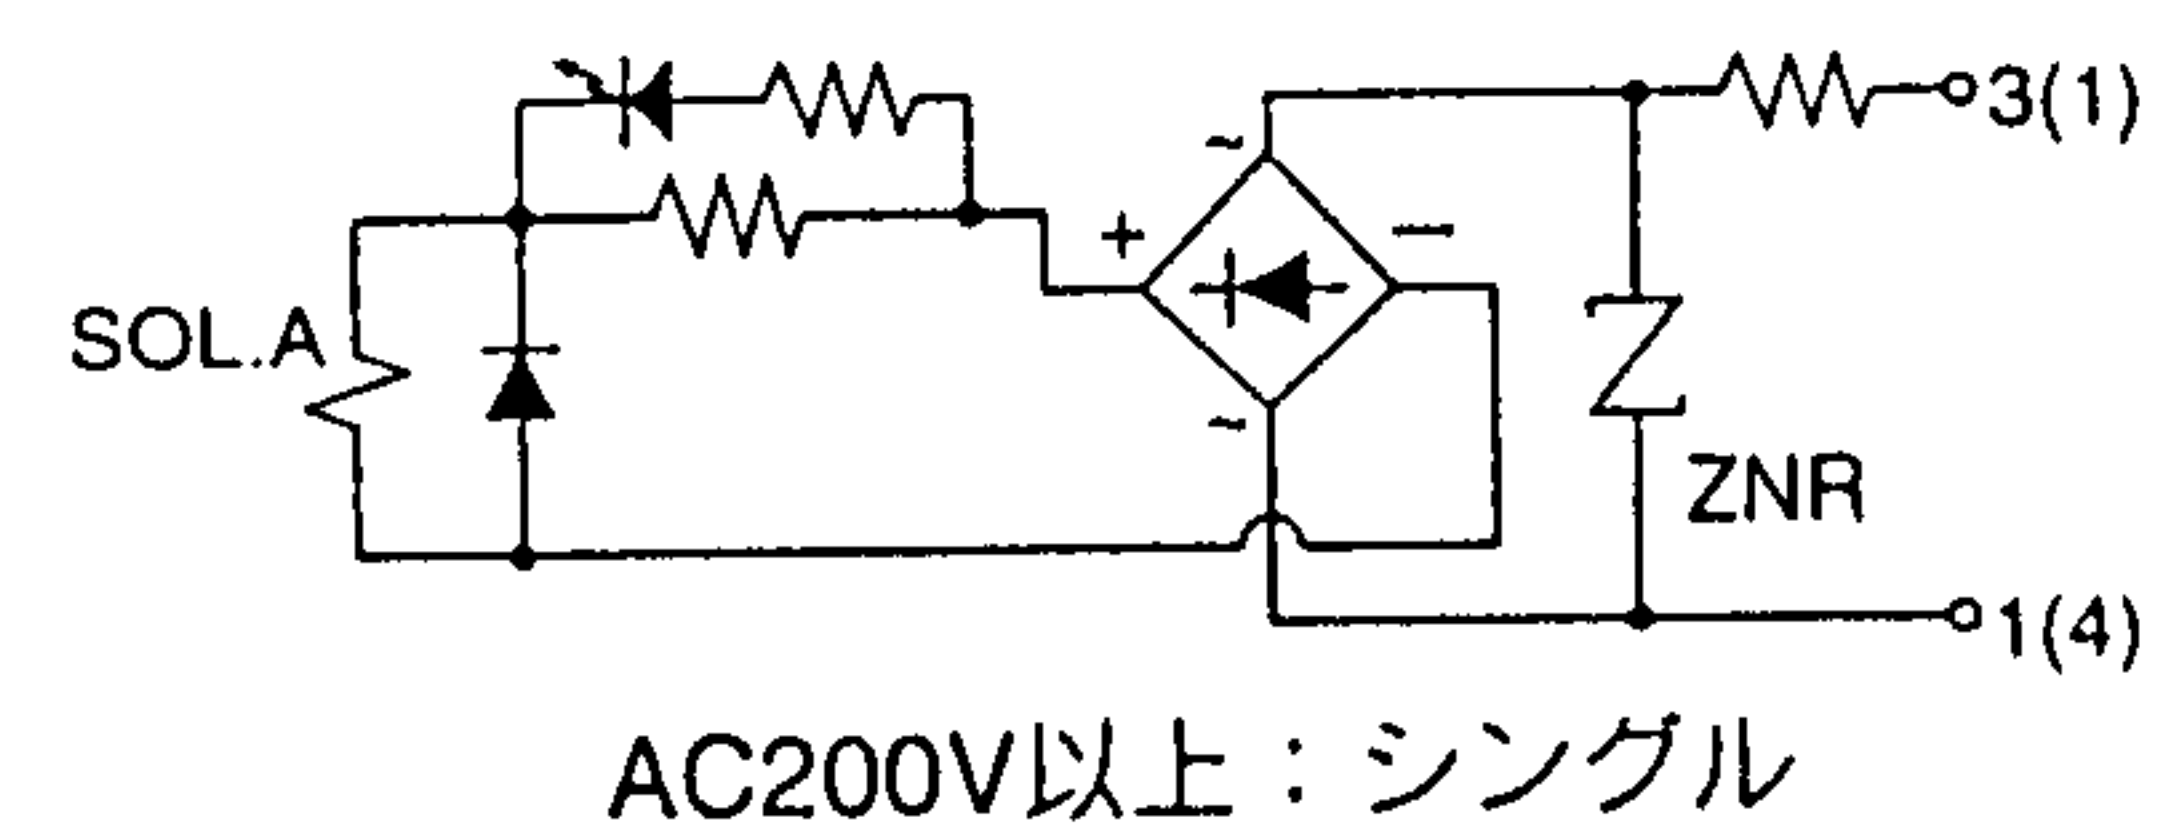 3(1)
~
+
—
SOL.A
~
ZNR
1(4)
AC200V以上：シングル